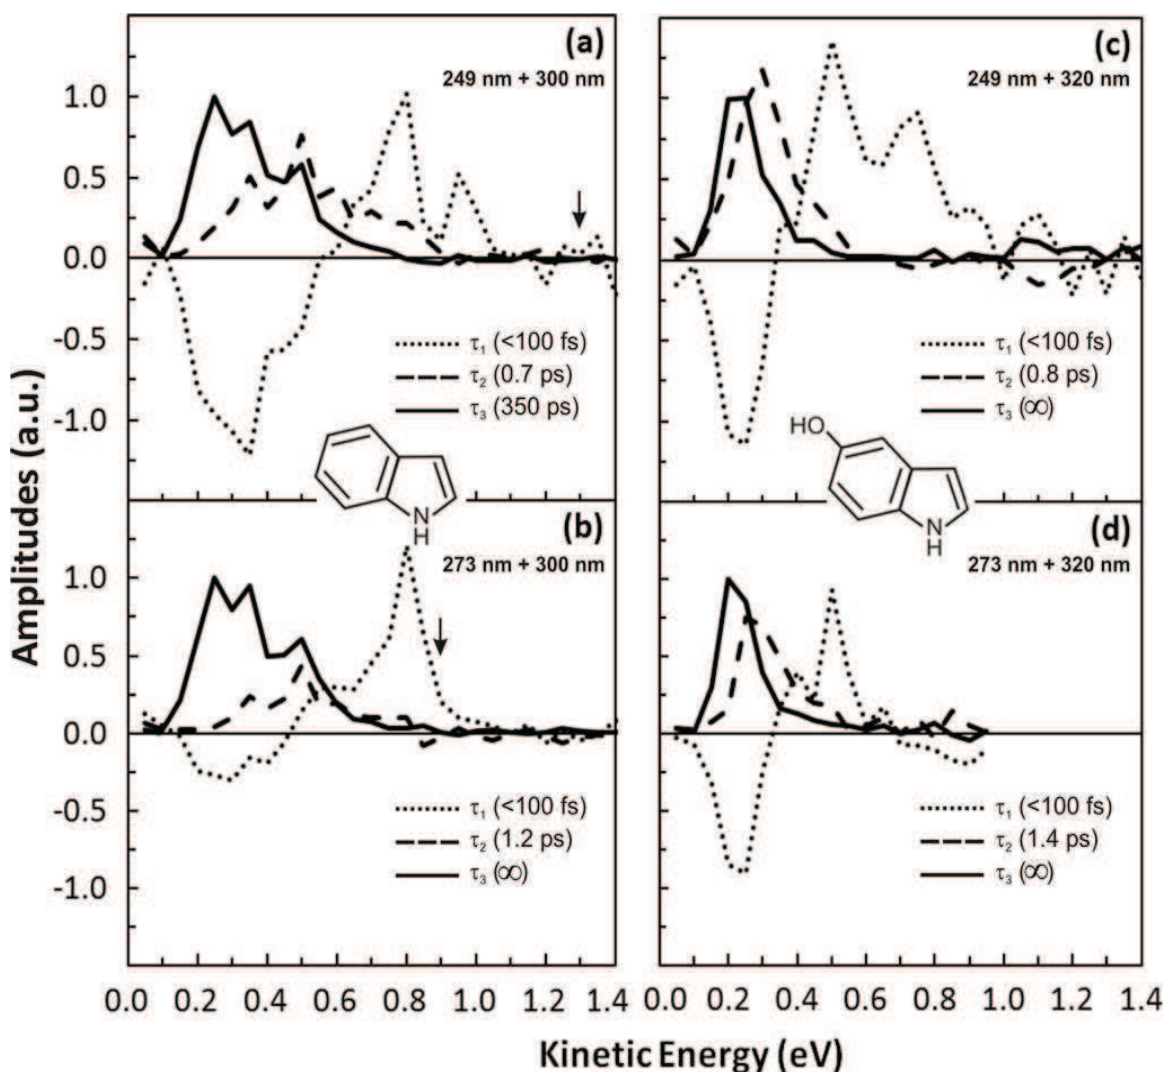 (a)
249 nm + 300 nm
1.0
0.5
0.0
-0.5
-1.0
τ₁ (<100 fs)
τ₂ (0.7 ps)
τ₃ (350 ps)
N
H
(c)
249 nm + 320 nm
τ₁ (<100 fs)
τ₂ (0.8 ps)
τ₃ (∞)
HO
N
H
(b)
273 nm + 300 nm
1.0
0.5
0.0
-0.5
-1.0
τ₁ (<100 fs)
τ₂ (1.2 ps)
τ₃ (∞)
(d)
273 nm + 320 nm
τ₁ (<100 fs)
τ₂ (1.4 ps)
τ₃ (∞)
0.0 0.2 0.4 0.6 0.8 1.0 1.2 1.4
0.0 0.2 0.4 0.6 0.8 1.0 1.2 1.4
Amplitudes (a.u.)
Kinetic Energy (eV)